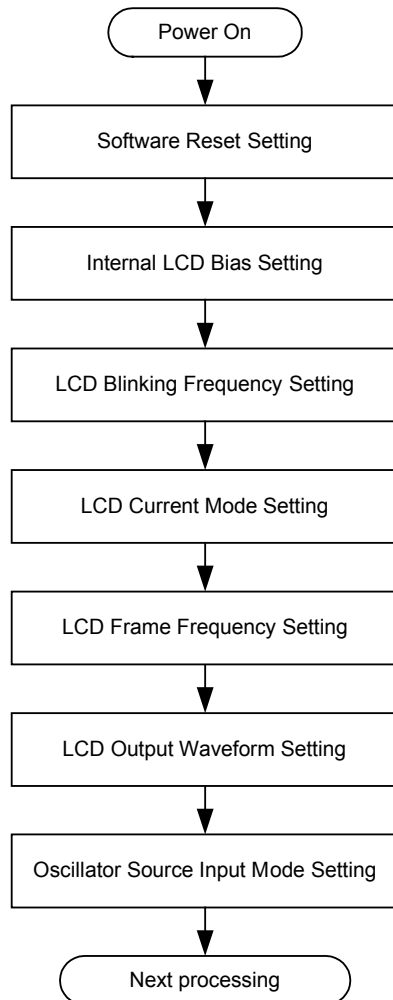 Power On
Software Reset Setting
Internal LCD Bias Setting
LCD Blinking Frequency Setting
LCD Current Mode Setting
LCD Frame Frequency Setting
LCD Output Waveform Setting
Oscillator Source Input Mode Setting
Next processing